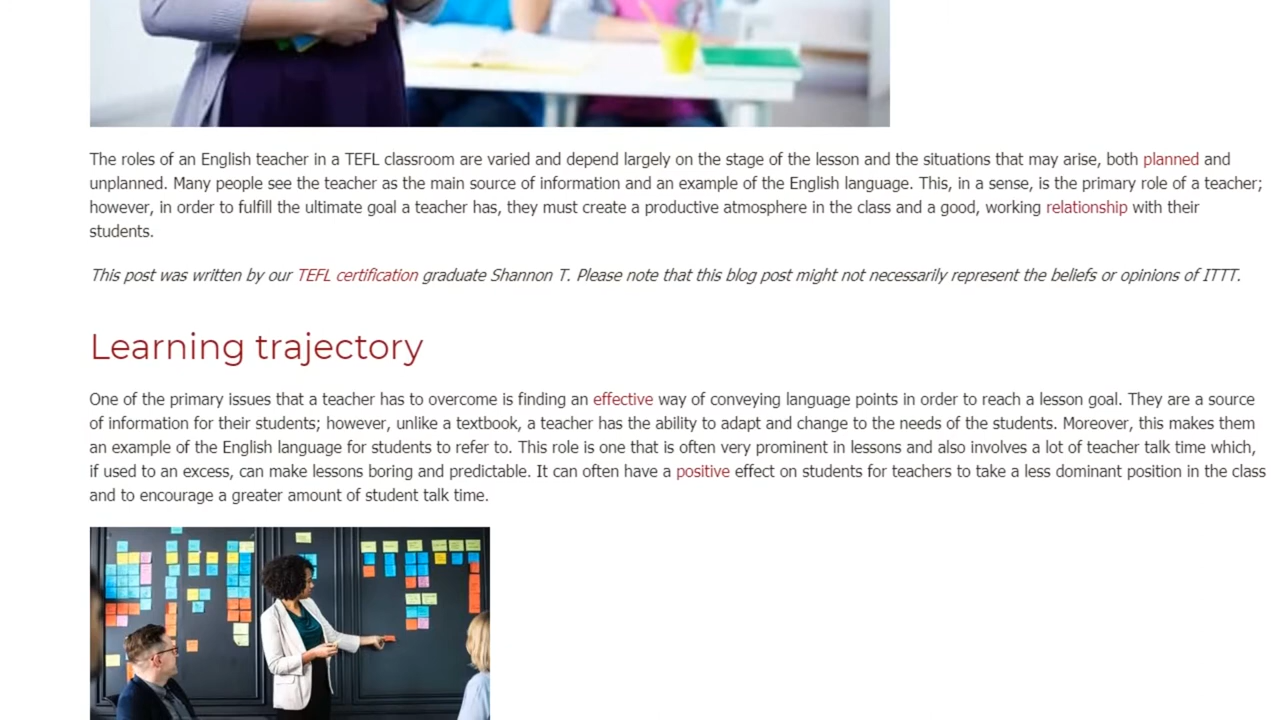 The roles of an English teacher in a TEFL classroom are varied and depend largely on the stage of the lesson and the situations that may arise, both planned and
unplanned. Many people see the teacher as the main source of information and an example of the English language. This, in a sense, is the primary role of a teacher;
however, in order to fulfill the ultimate goal a teacher has, they must create a productive atmosphere in the class and a good, working relationship with their
students.
This post was written by our TEFL certification graduate Shannon T. Please note that this blog post might not necessarily represent the beliefs or opinions of ITTT.
Learning trajectory
One of the primary issues that a teacher has to overcome is finding an effective way of conveying language points in order to reach a lesson goal. They are a source
of information for their students; however, unlike a textbook, a teacher has the ability to adapt and change to the needs of the students. Moreover, this makes them
an example of the English language for students to refer to. This role is one that is often very prominent in lessons and also involves a lot of teacher talk time which,
if used to an excess, can make lessons boring and predictable. It can often have a positive effect on students for teachers to take a less dominant position in the class
and to encourage a greater amount of student talk time.